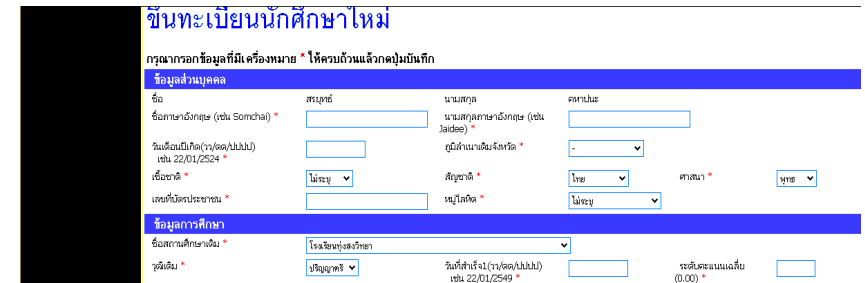 ขึ้นทะเบียนนักศึกษาใหม่
กรุณากรอกข้อมูลที่มีเครื่องหมาย * ให้ครบถ้วนแล้วกดปุ่มบันทึก
ข้อมูลส่วนบุคคล
ชื่อ สรยุทธ์ นามสกุล คหาปนะ
ชื่อภาษาอังกฤษ (เช่น Somchai) * นามสกุลภาษาอังกฤษ (เช่น
Jaidee) *
วันเดือนปีเกิด(วว/ดด/ปปปป) ภูมิลำเนาเดิมจังหวัด * -
เช่น 22/01/2524 *
เชื้อชาติ * ไม่ระบุ สัญชาติ * ไทย ศาสนา * พุทธ
เลขที่บัตรประชาชน * หมู่โลหิต * ไม่ระบุ
ข้อมูลการศึกษา
ชื่อสถานศึกษาเดิม * โรงเรียนทุ่งสงวิทยา
วุฒิเดิม * ปริญญาตรี วันที่สำเร็จ1(วว/ดด/ปปปป) ระดับคะแนนเฉลี่ย
เช่น 22/01/2549 * (0.00) *